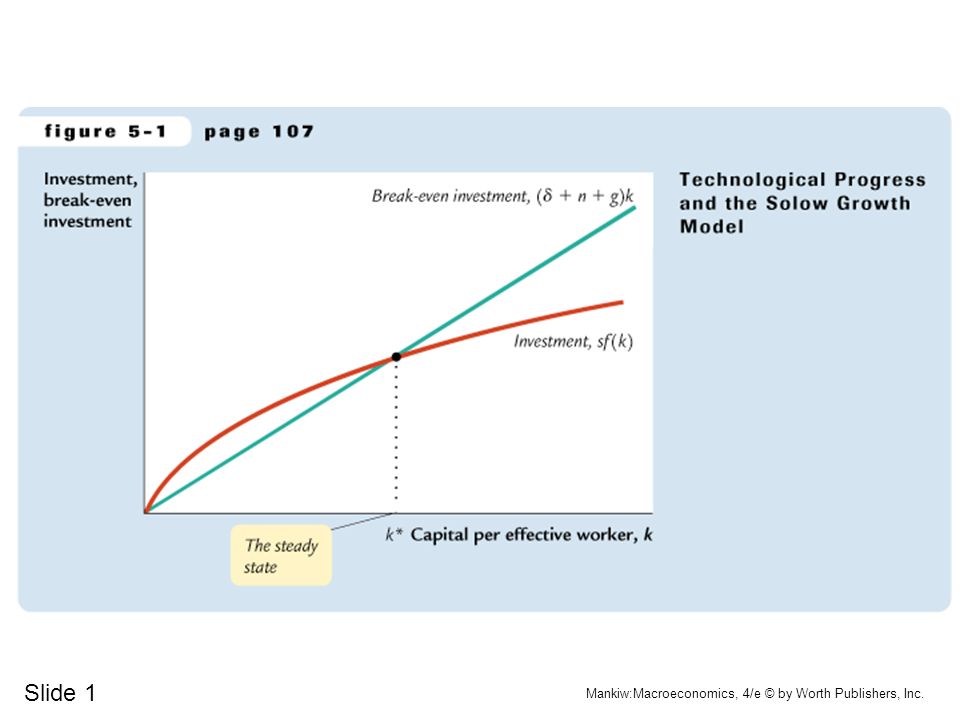 figure 5-1 page 107
Investment,
break-even
investment
Break-even investment, (δ + n + g)k
Technological Progress
and the Solow Growth
Model
Investment, sf(k)
k* Capital per effective worker, k
The steady
state
Slide 1
Mankiw:Macroeconomics, 4/e © by Worth Publishers, Inc.